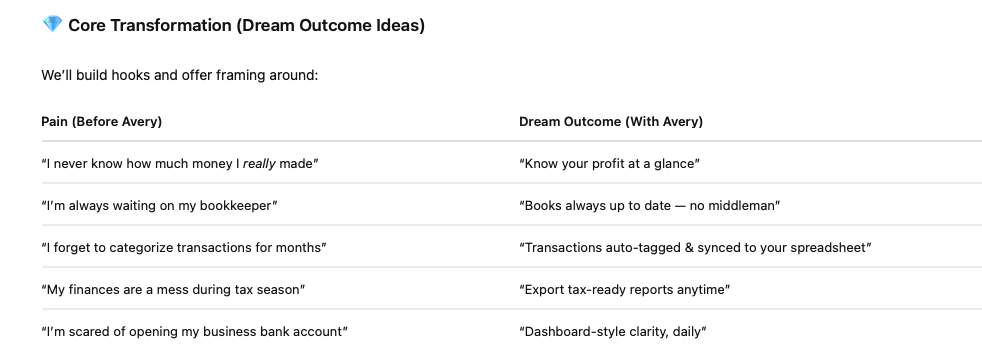 💎 Core Transformation (Dream Outcome Ideas)
We’ll build hooks and offer framing around:
Pain (Before Avery) Dream Outcome (With Avery)
“I never know how much money I really made” “Know your profit at a glance”
“I’m always waiting on my bookkeeper” “Books always up to date — no middleman”
“I forget to categorize transactions for months” “Transactions auto-tagged & synced to your spreadsheet”
“My finances are a mess during tax season” “Export tax-ready reports anytime”
“I’m scared of opening my business bank account” “Dashboard-style clarity, daily”